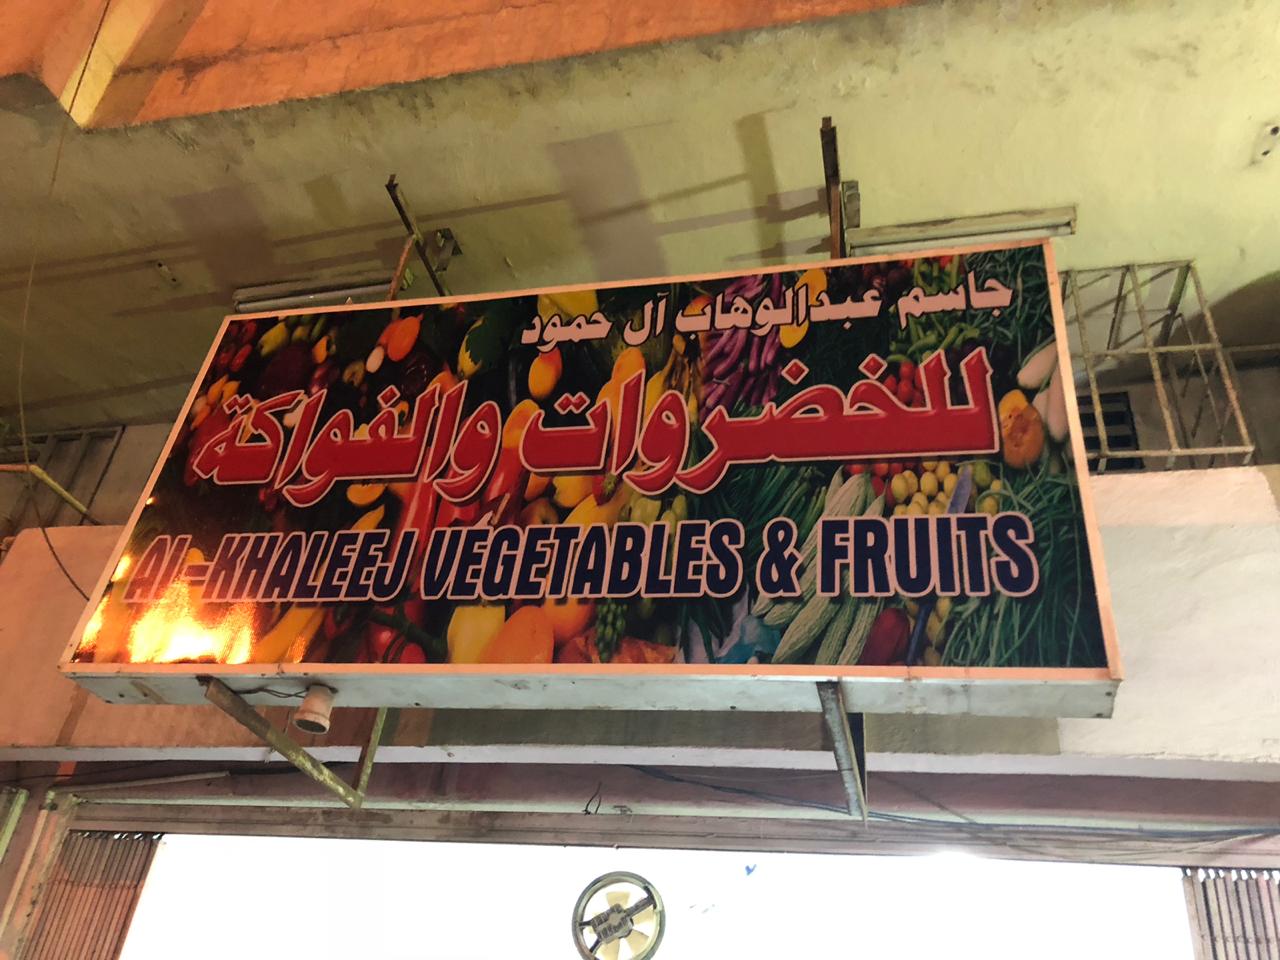 جاسم عبدالوهاب آل حمود
للخضروات والفواكة
AL-KHALEEJ VEGETABLES & FRUITS